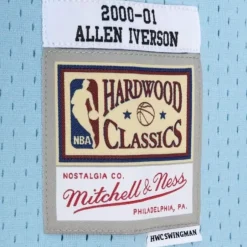 2000-01
ALLEN IVERSON
HARDWOOD
CLASSICS
NBA
NOSTALGIA CO.
Mitchell & Ness
PHILADELPHIA, PA.
HWC SWINGMAN